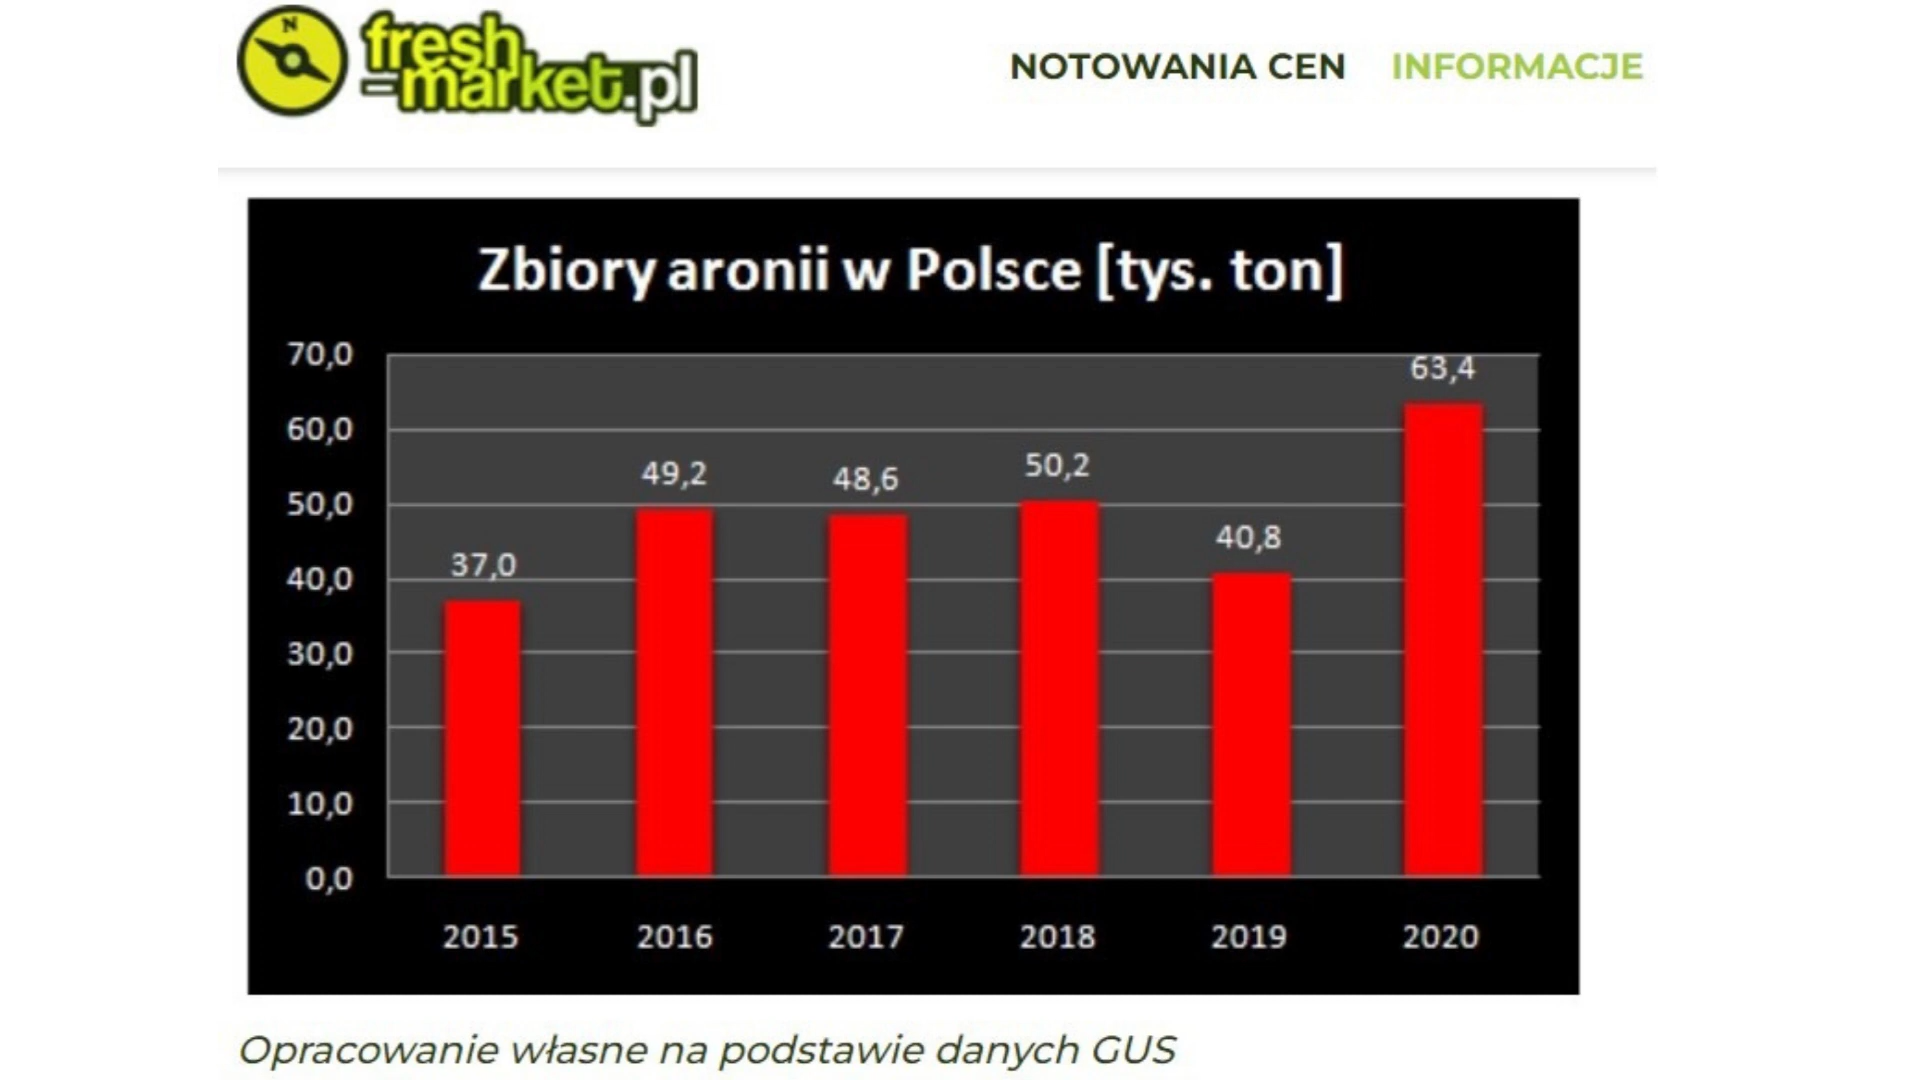 N
fresh
-market.pl
NOTOWANIA CEN INFORMACJE
Zbiory aronii w Polsce [tys. ton]
70,0
60,0
50,0
40,0
30,0
20,0
10,0
0,0
37,0
49,2
48,6
50,2
40,8
63,4
2015 2016 2017 2018 2019 2020
Opracowanie własne na podstawie danych GUS